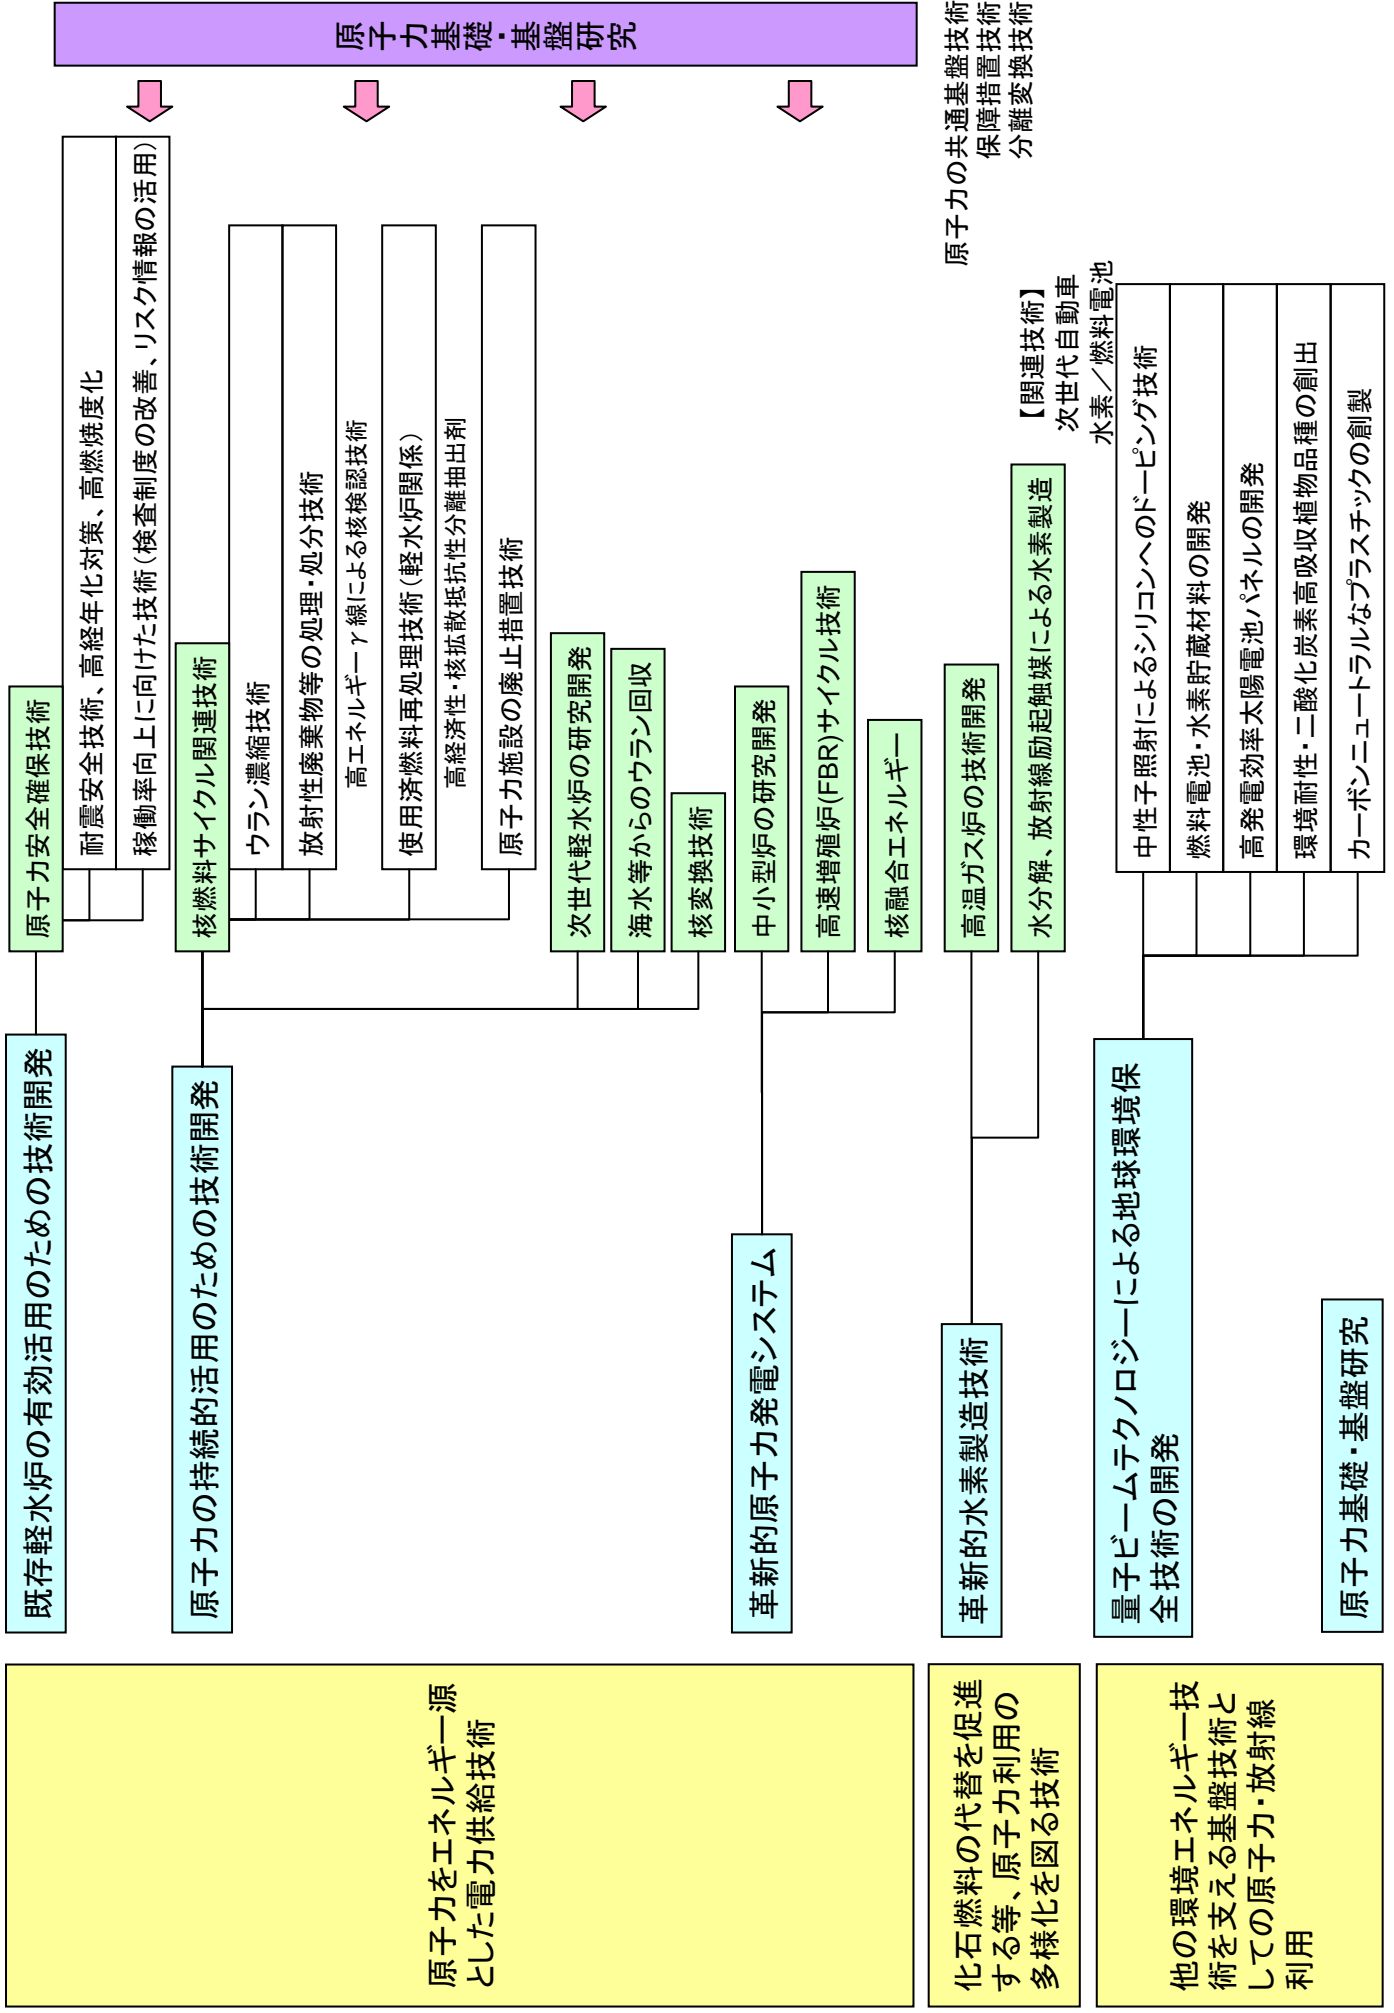 原子力をエネルギー源
とした電力供給技術
既存軽水炉の有効活用のための技術開発
原子力安全確保技術
耐震安全技術、高経年化対策、高燃焼度化
稼働率向上に向けた技術(検査制度の改善、リスク情報の活用)
原子力の持続的活用のための技術開発
核燃料サイクル関連技術
ウラン濃縮技術
放射性廃棄物等の処理・処分技術
高エネルギーγ線による核検認技術
使用済燃料再処理技術(軽水炉関係)
高経済性・核拡散抵抗性分離抽出剤
原子力施設の廃止措置技術
次世代軽水炉の研究開発
海水等からのウラン回収
核変換技術
革新的原子力発電システム
中小型炉の研究開発
高速増殖炉(FBR)サイクル技術
核融合エネルギー
原子力基礎・基盤研究
原子力の共通基盤技術
保障措置技術
分離変換技術
化石燃料の代替を促進
する等、原子力利用の
多様化を図る技術
革新的水素製造技術
高温ガス炉の技術開発
水分解、放射線励起触媒による水素製造
【関連技術】
次世代自動車
水素／燃料電池
他の環境エネルギー技
術を支える基盤技術と
しての原子力・放射線
利用
量子ビームテクノロジーによる地球環境保
全技術の開発
中性子照射によるシリコンへのドーピング技術
燃料電池・水素貯蔵材料の開発
高発電効率太陽電池パネルの開発
環境耐性・二酸化炭素高吸収植物品種の創出
カーボンニュートラルなプラスチックの創製
原子力基礎・基盤研究